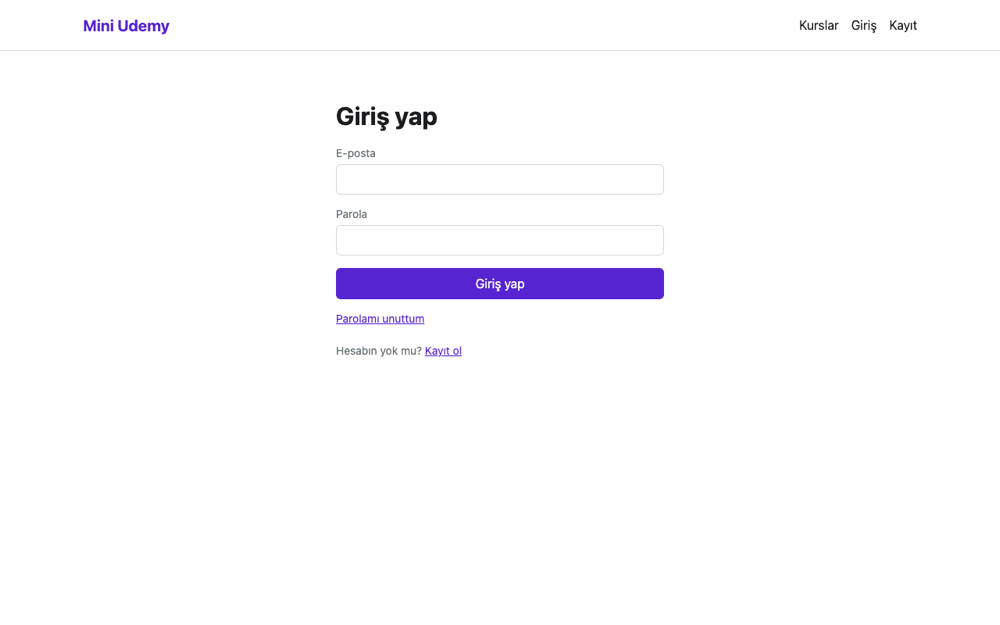 Mini Udemy
Kurslar Giriş Kayıt
Giriş yap
E-posta
Parola
Giriş yap
Parolamı unuttum
Hesabın yok mu? Kayıt ol